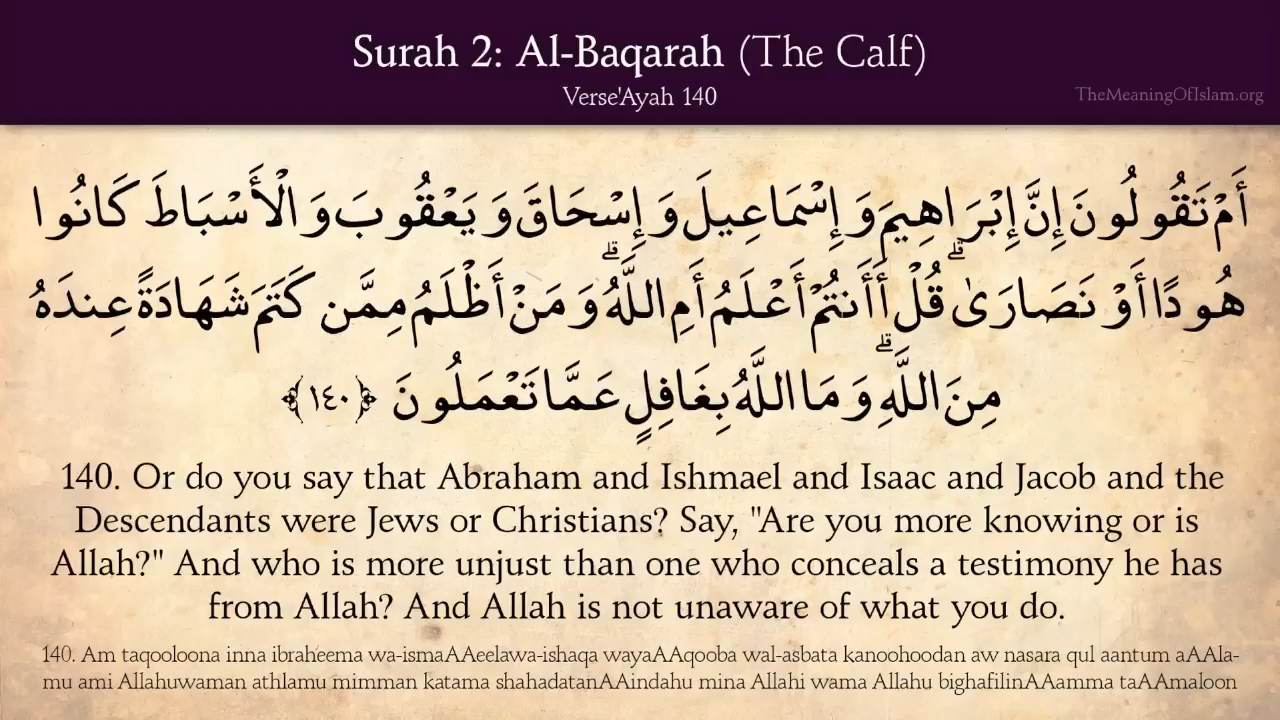 Surah 2: Al-Baqarah (The Calf)
Verse'Ayah 140
TheMeaningOfIslam.org
أَمْ تَقُولُونَ إِنَّ إِبْرَاهِيمَ وَإِسْمَاعِيلَ وَإِسْحَاقَ وَيَعْقُوبَ وَالْأَسْبَاطَ كَانُوا
هُودًا أَوْ نَصَارَىٰ ۗ قُلْ أَأَنتُمْ أَعْلَمُ أَمِ اللَّهُ ۗ وَمَنْ أَظْلَمُ مِمَّن كَتَمَ شَهَادَةً عِندَهُ
مِنَ اللَّهِ ۗ وَمَا اللَّهُ بِغَافِلٍ عَمَّا تَعْمَلُونَ ﴿١٤٠﴾
140. Or do you say that Abraham and Ishmael and Isaac and Jacob and the
Descendants were Jews or Christians? Say, "Are you more knowing or is
Allah?" And who is more unjust than one who conceals a testimony he has
from Allah? And Allah is not unaware of what you do.
140. Am taqooloona inna ibraheema wa-ismaAAeelawa-ishaqa wayaAAqooba wal-asbata kanoohoodan aw nasara qul aantum aAAla-
mu ami Allahuwaman athlamu mimman katama shahadatanAAindahu mina Allahi wama Allahu bighafilinAAamma taAAmaloon